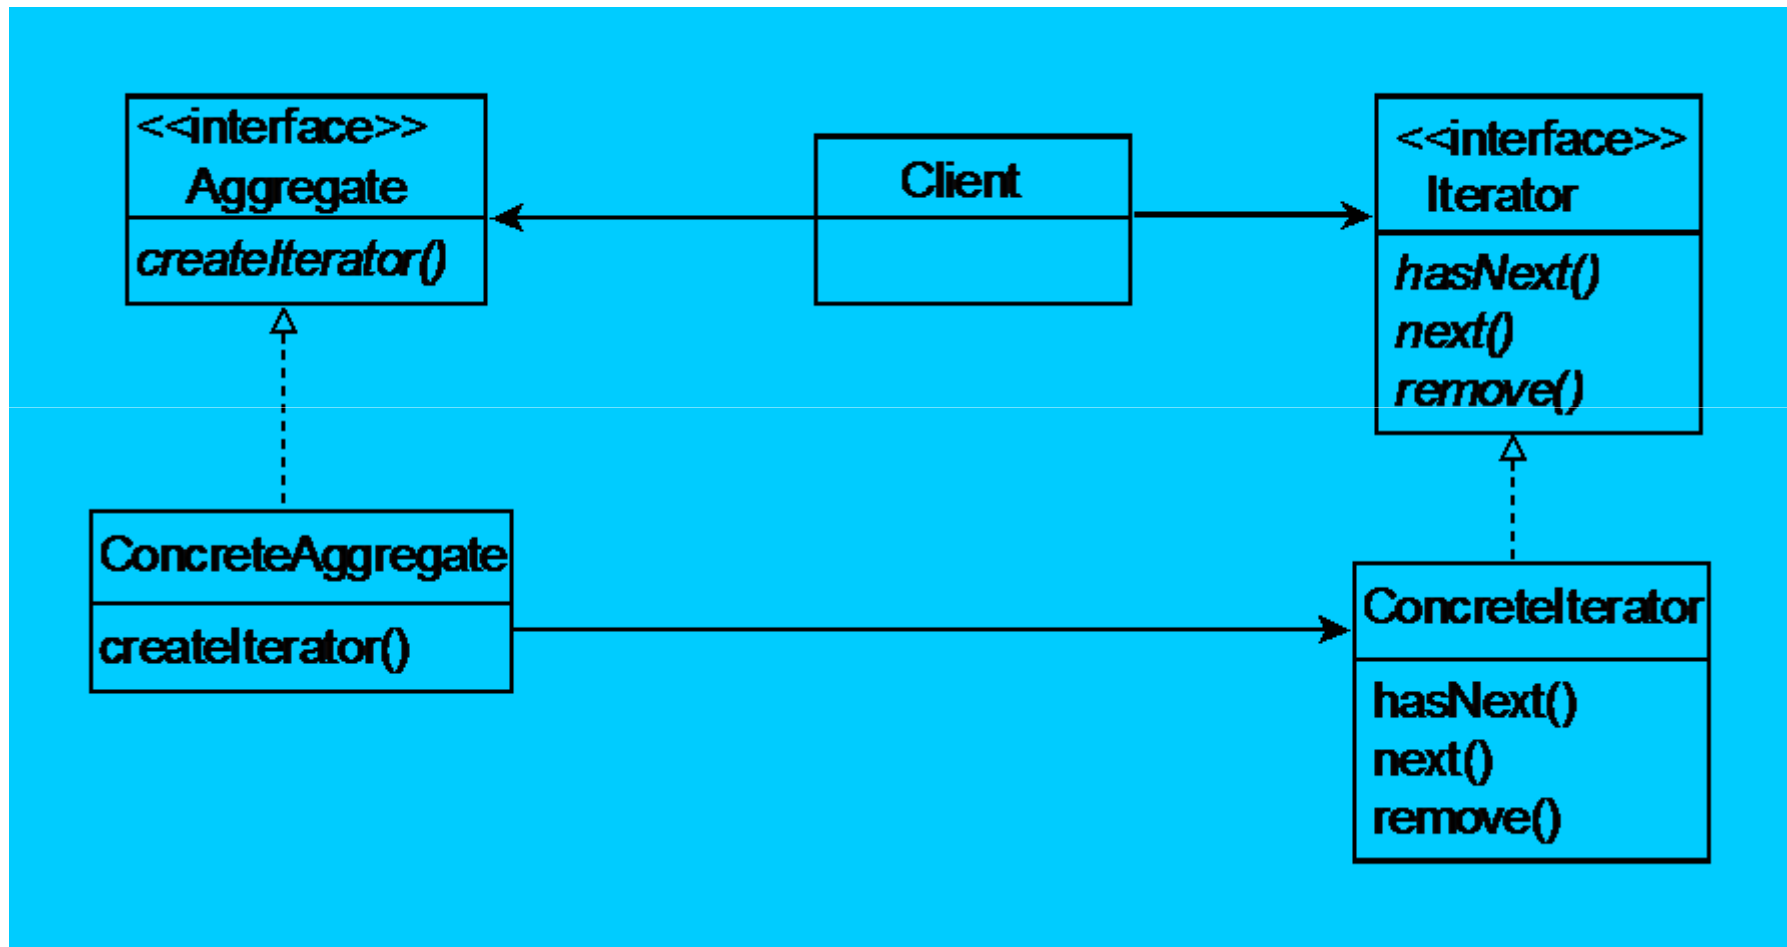 <<interface>>
Aggregate
createIterator()
Client
<<interface>>
Iterator
hasNext()
next()
remove()
ConcreteAggregate
createIterator()
ConcreteIterator
hasNext()
next()
remove()